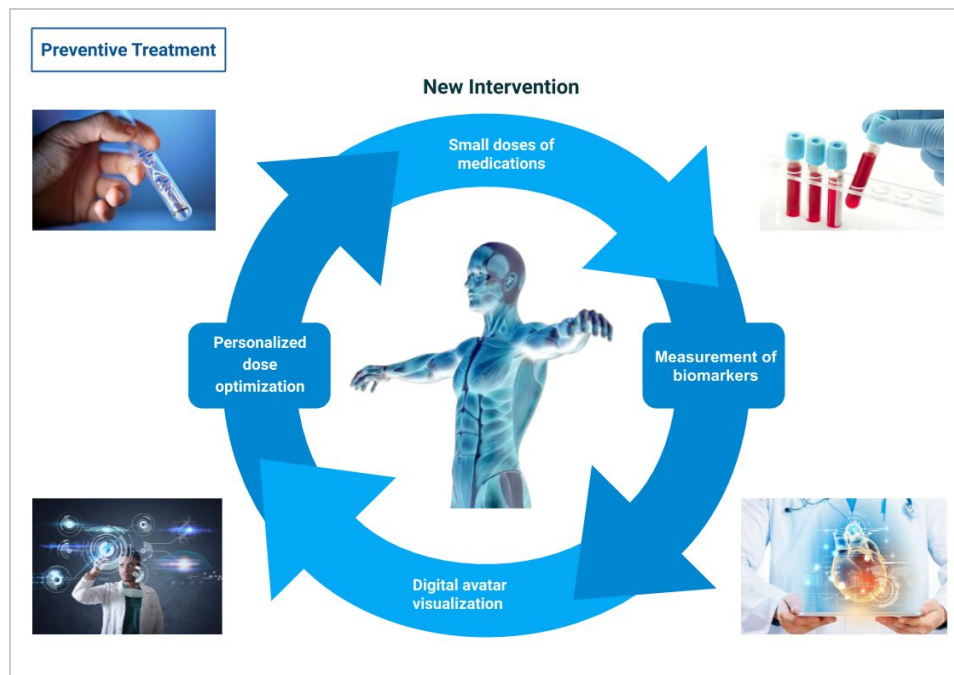 Preventive Treatment
New Intervention
Small doses of
medications
Personalized
dose
optimization
Measurement of
biomarkers
Digital avatar
visualization